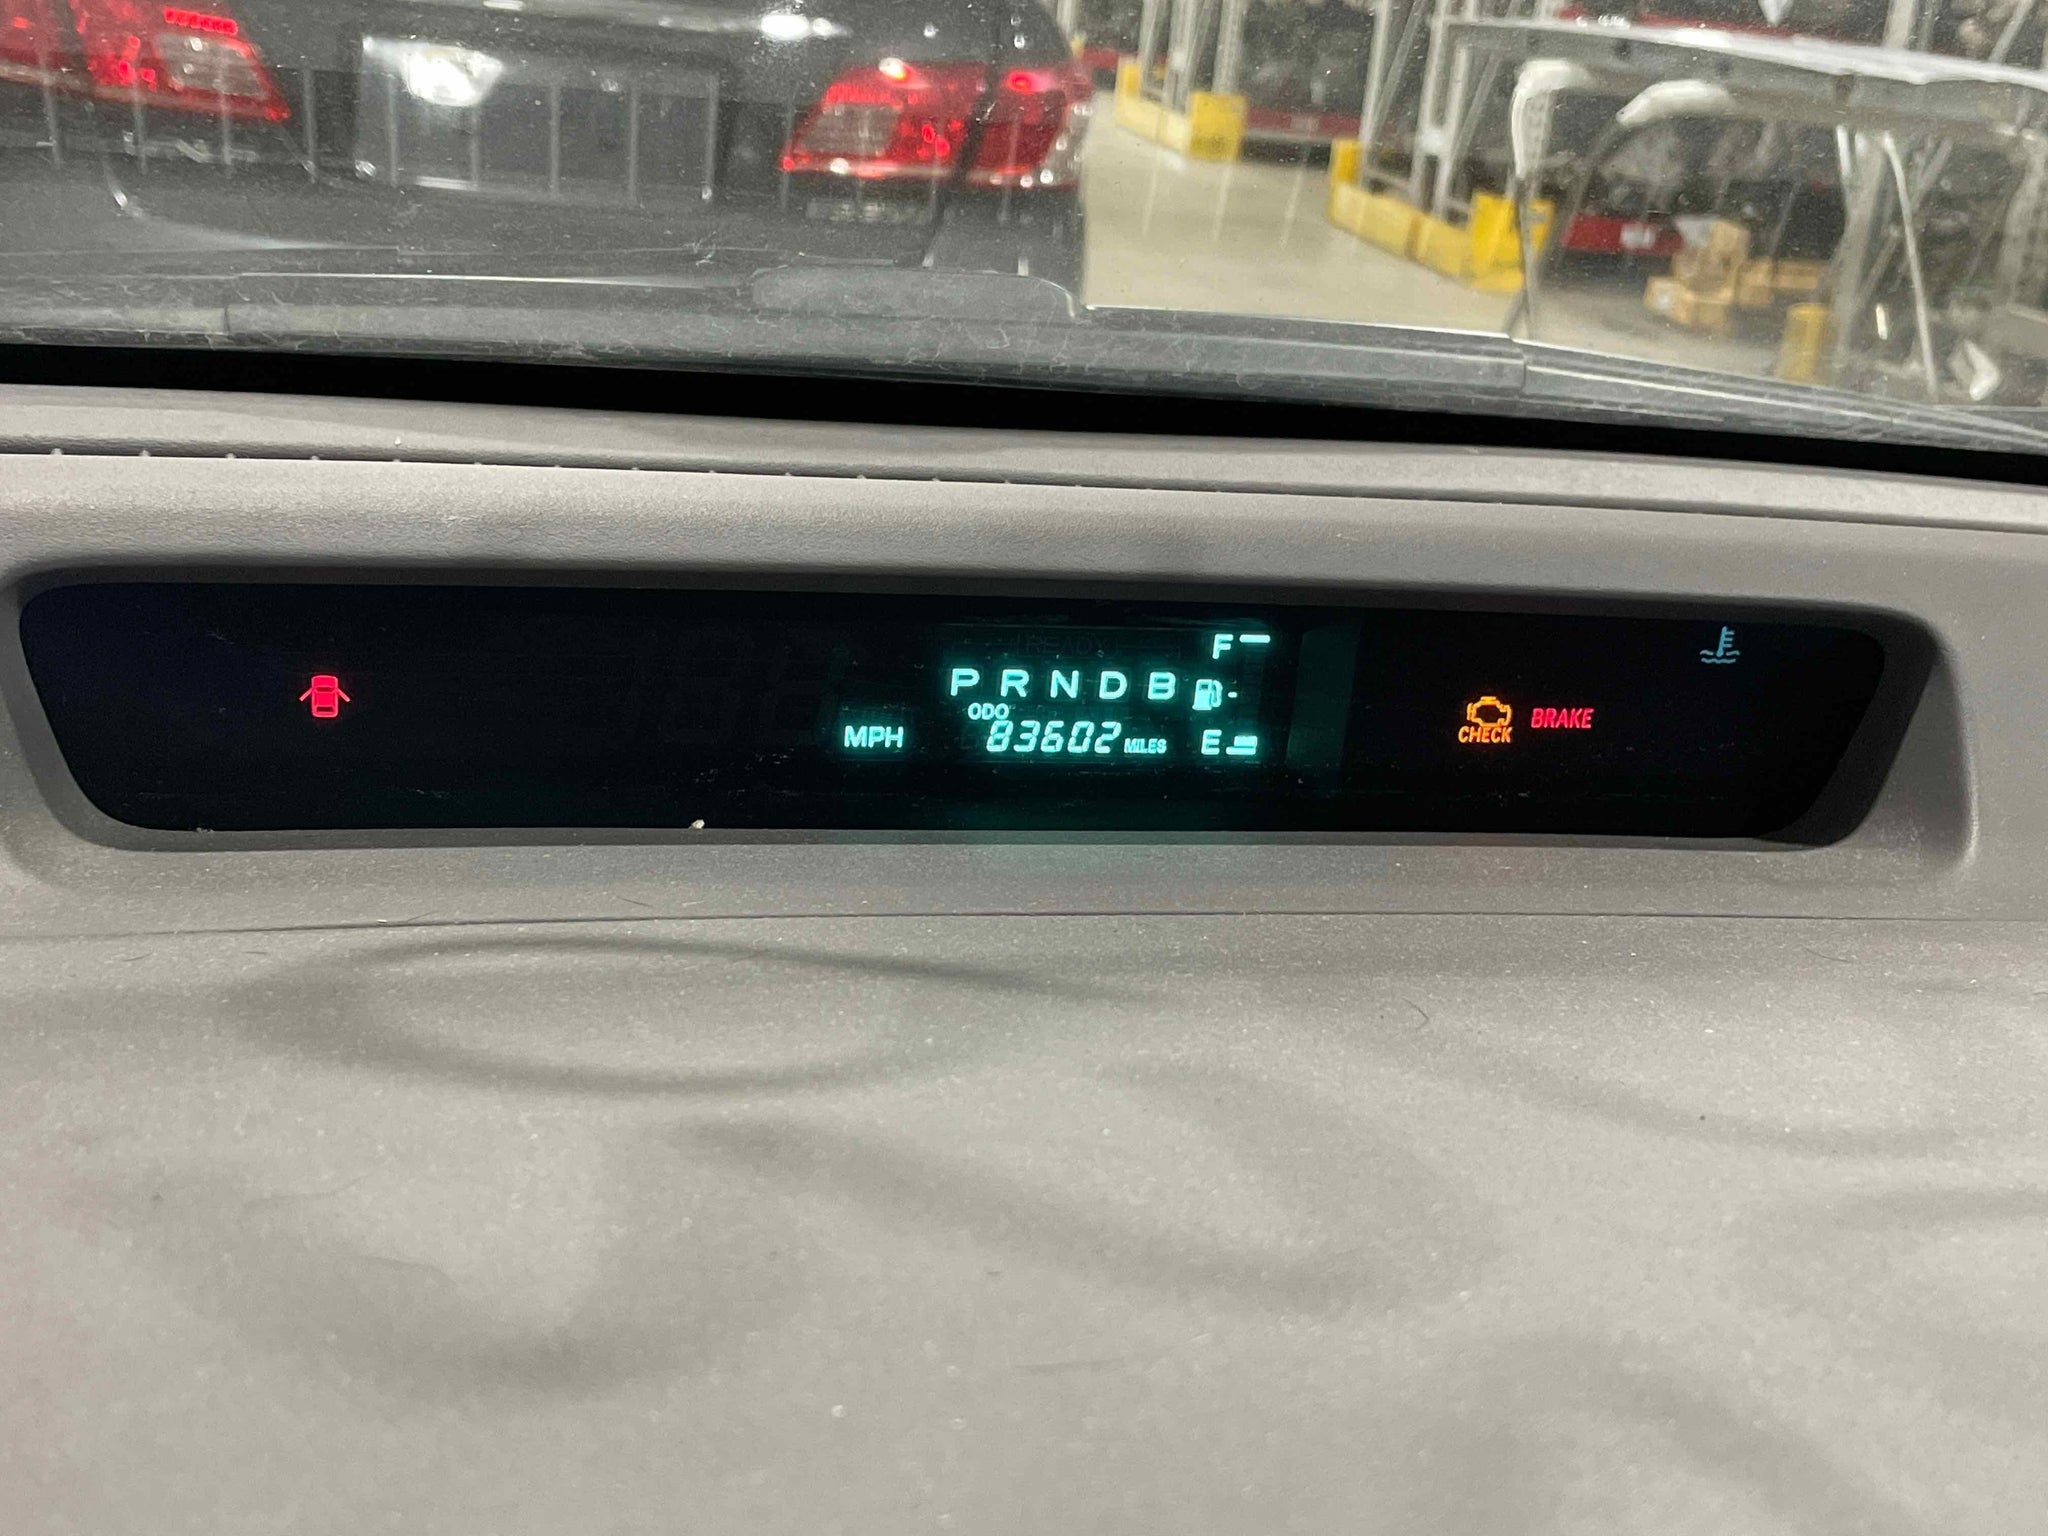 (READY)
F
P R N D B
ODO
MPH 83602 MILES E
CHECK BRAKE